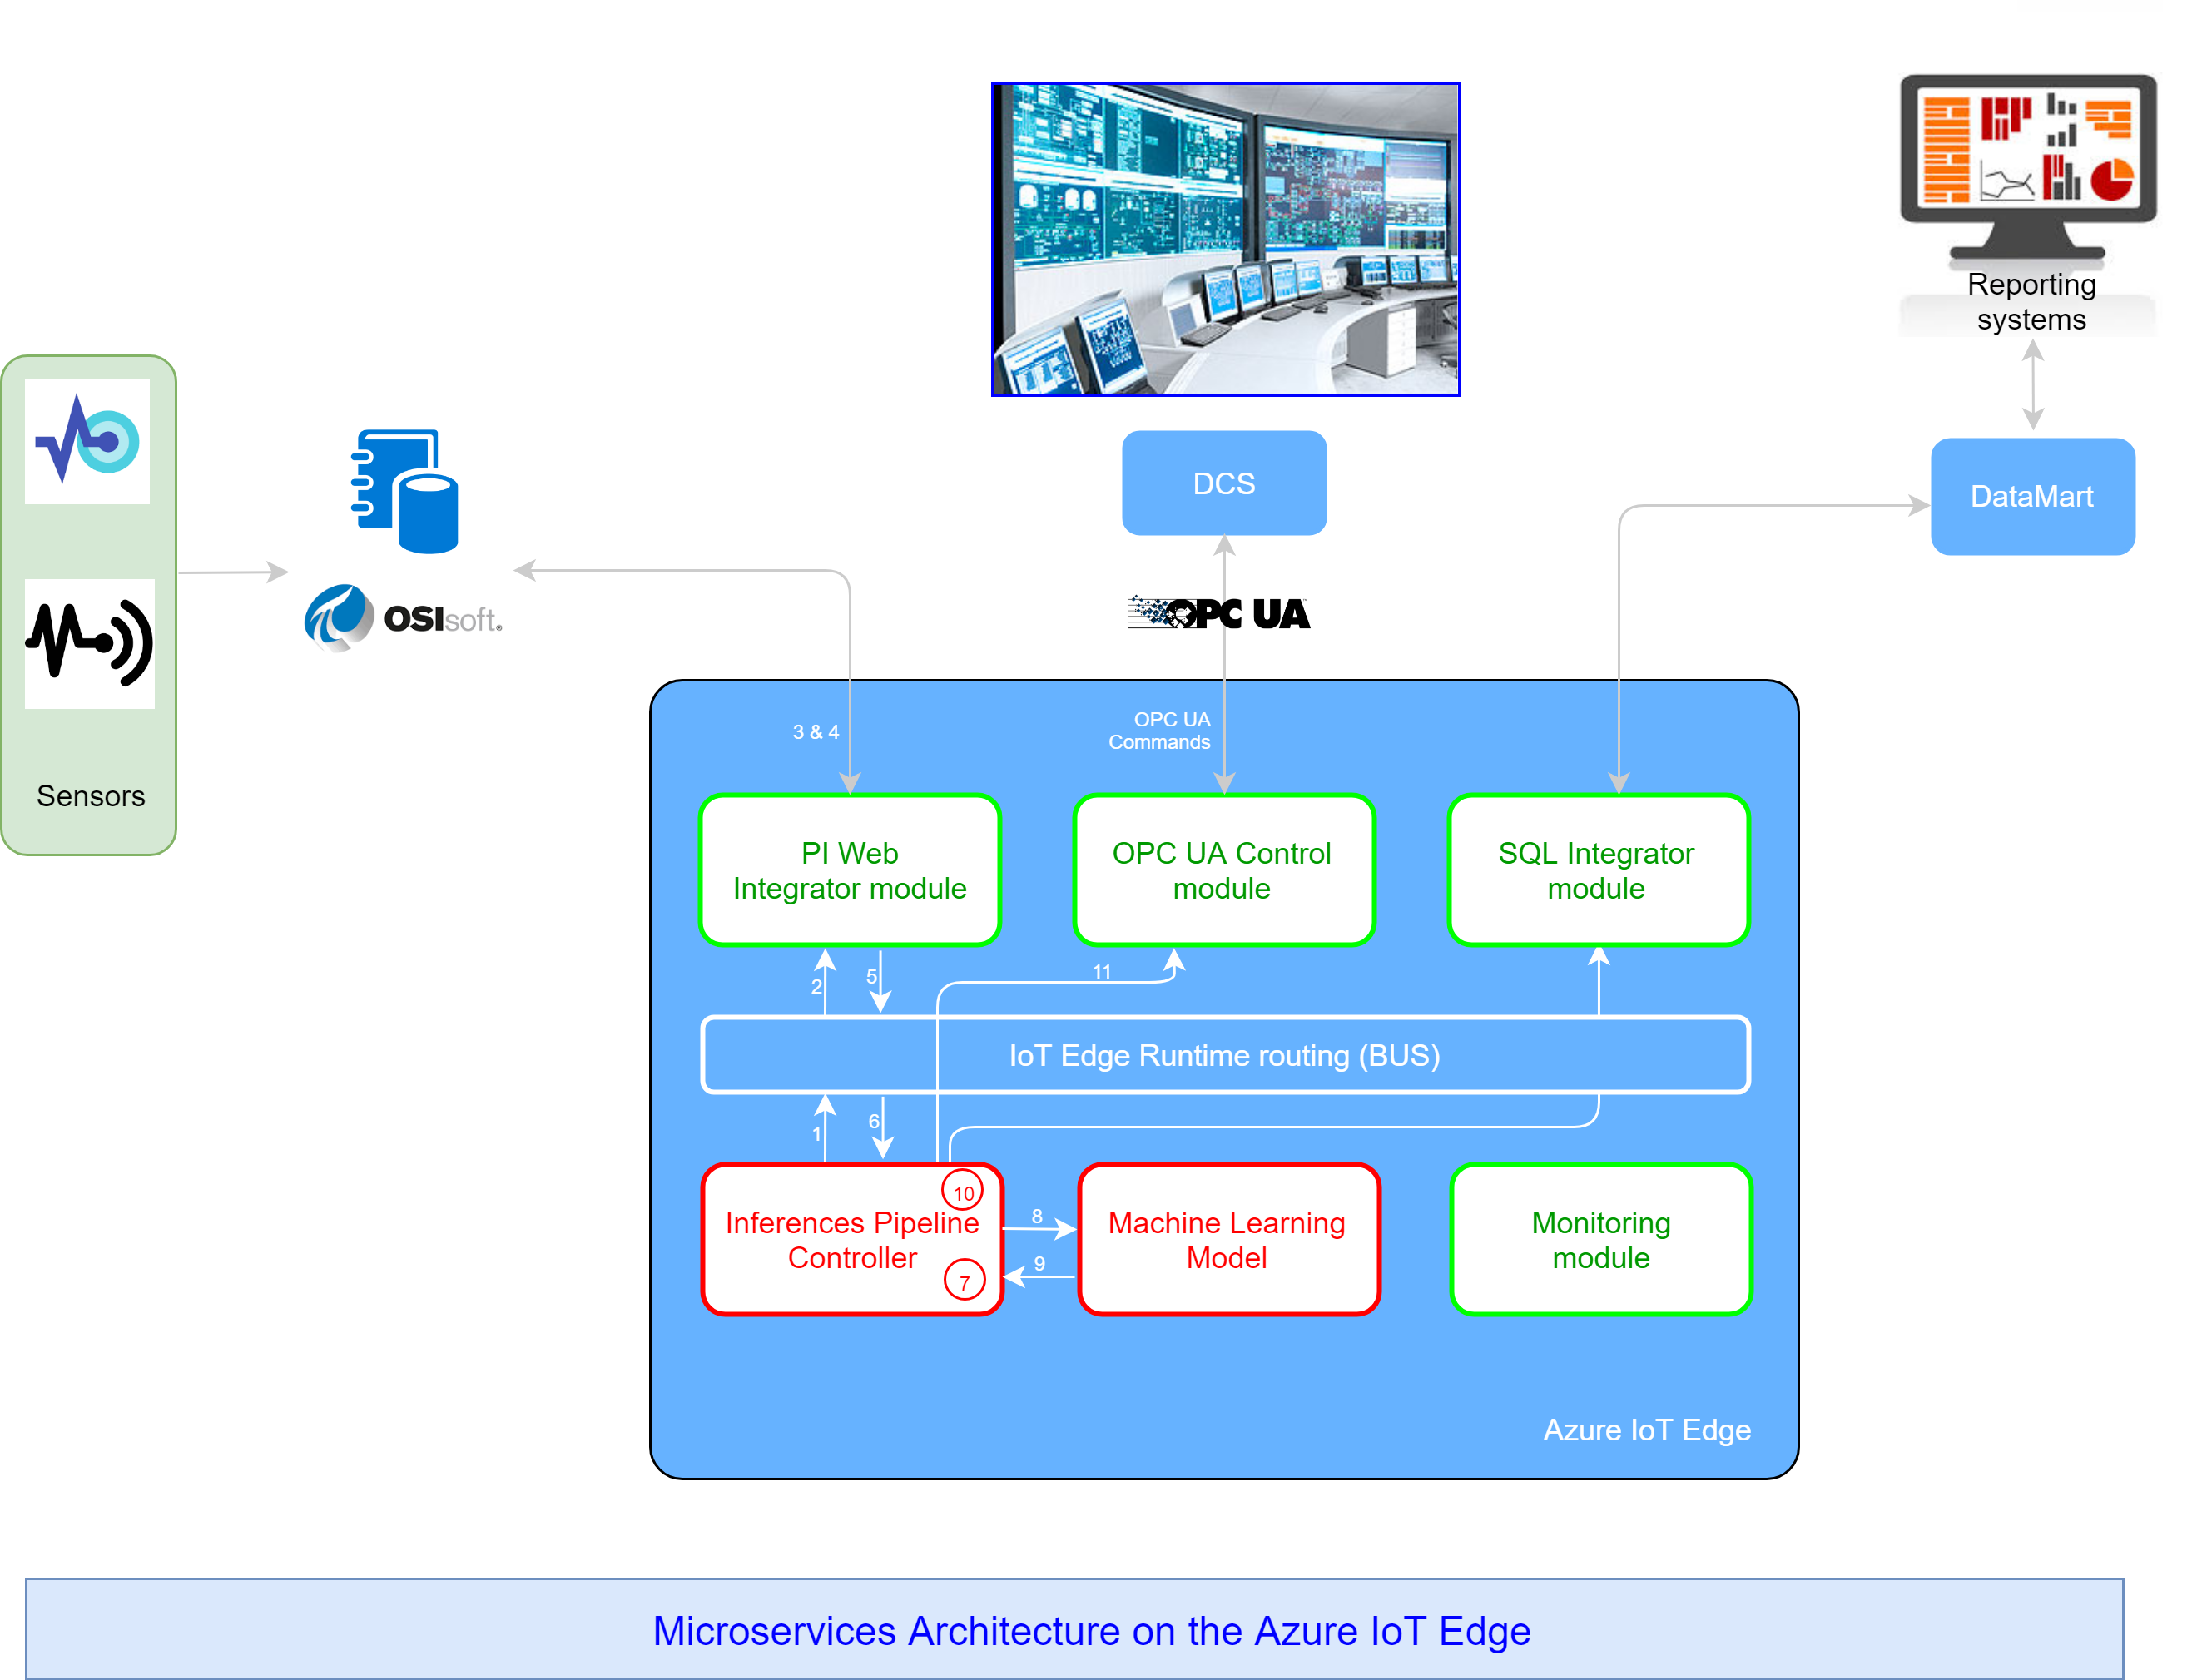 Reporting
systems
DCS
DataMart
OPC UA
OSIsoft®
Sensors
3 & 4
OPC UA
Commands
PI Web
Integrator module
OPC UA Control
module
SQL Integrator
module
2
5
11
IoT Edge Runtime routing (BUS)
1
6
10
Inferences Pipeline
Controller
7
8
9
Machine Learning
Model
Monitoring
module
Azure IoT Edge
Microservices Architecture on the Azure IoT Edge